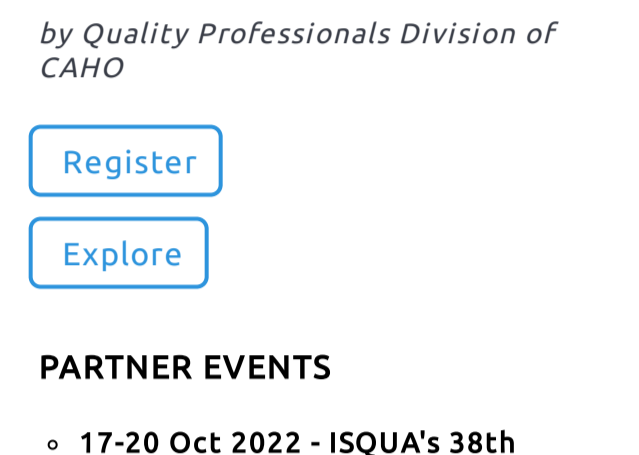 by Quality Professionals Division of
CAHO
Register
Explore
PARTNER EVENTS
17-20 Oct 2022 - ISQUA's 38th